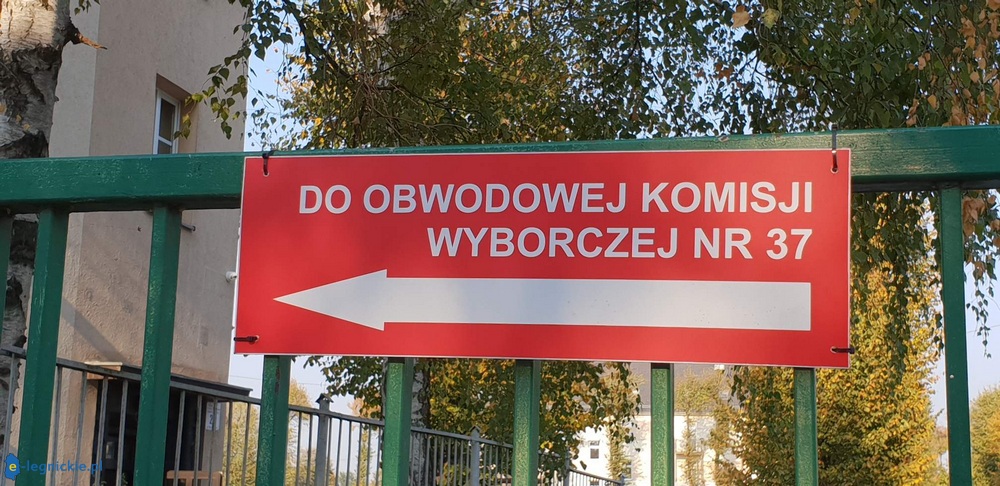 DO OBWODOWEJ KOMISJI
WYBORCZEJ NR 37
e-legnickie.pl